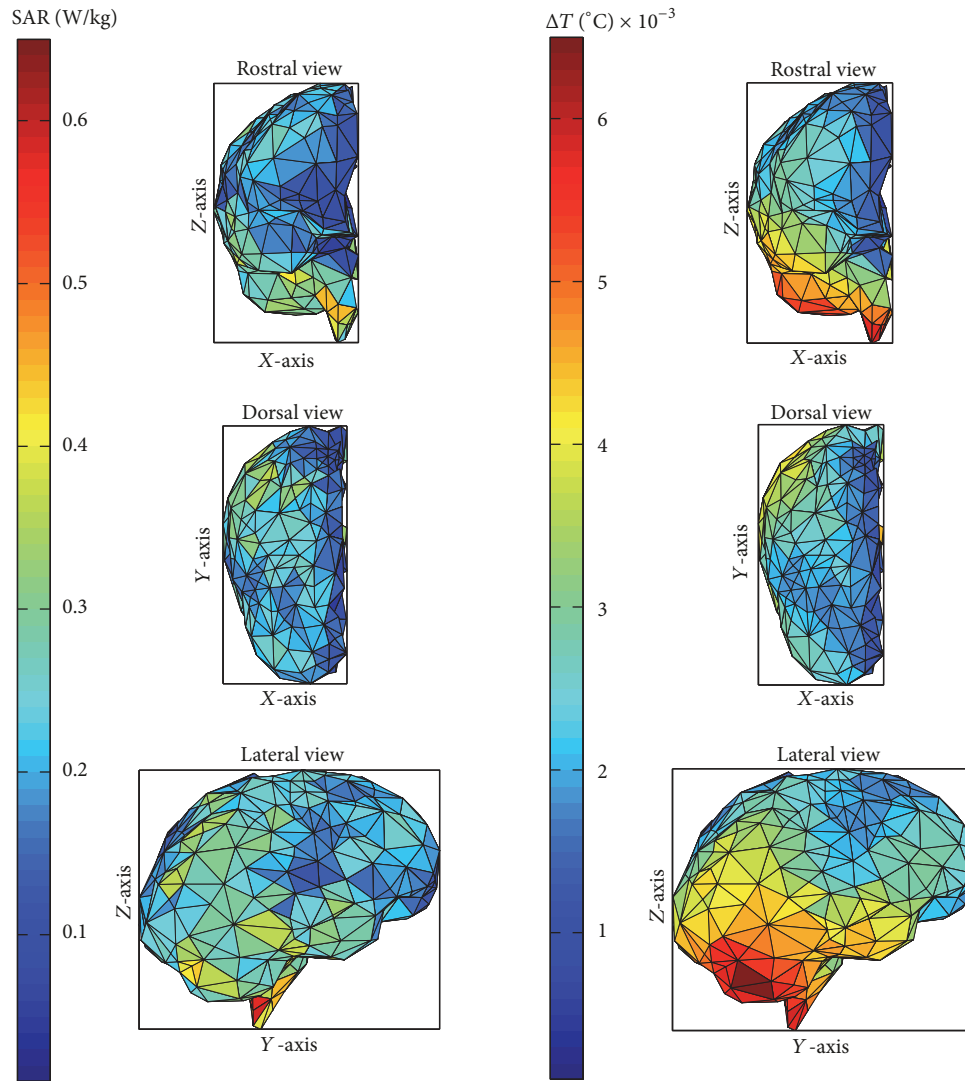 SAR (W/kg)
0.6
0.5
0.4
0.3
0.2
0.1
Rostral view
Z-axis
X-axis
Dorsal view
Y-axis
X-axis
Lateral view
Z-axis
Y -axis
ΔT (°C) × 10⁻³
6
5
4
3
2
1
Rostral view
Z-axis
X-axis
Dorsal view
Y-axis
X-axis
Lateral view
Z-axis
Y -axis